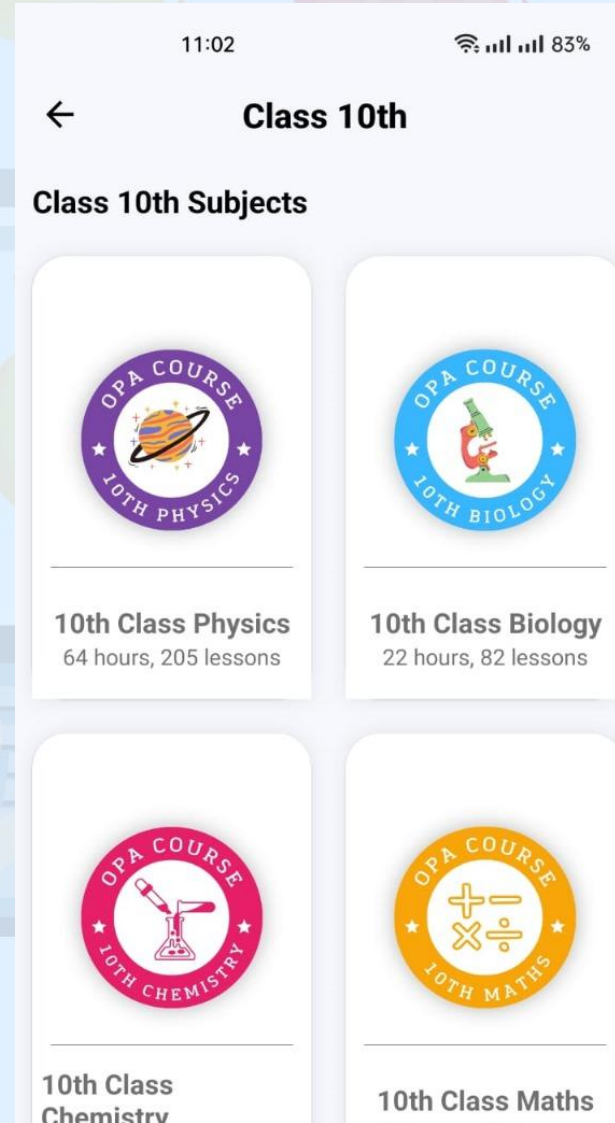 11:02 83%
Class 10th
Class 10th Subjects
OPA COURSE
10TH PHYSICS
OPA COURSE
10TH BIOLOGY
10th Class Physics
64 hours, 205 lessons
10th Class Biology
22 hours, 82 lessons
OPA COURSE
10TH CHEMISTRY
OPA COURSE
10TH MATHS
10th Class
Chemistry
10th Class Maths